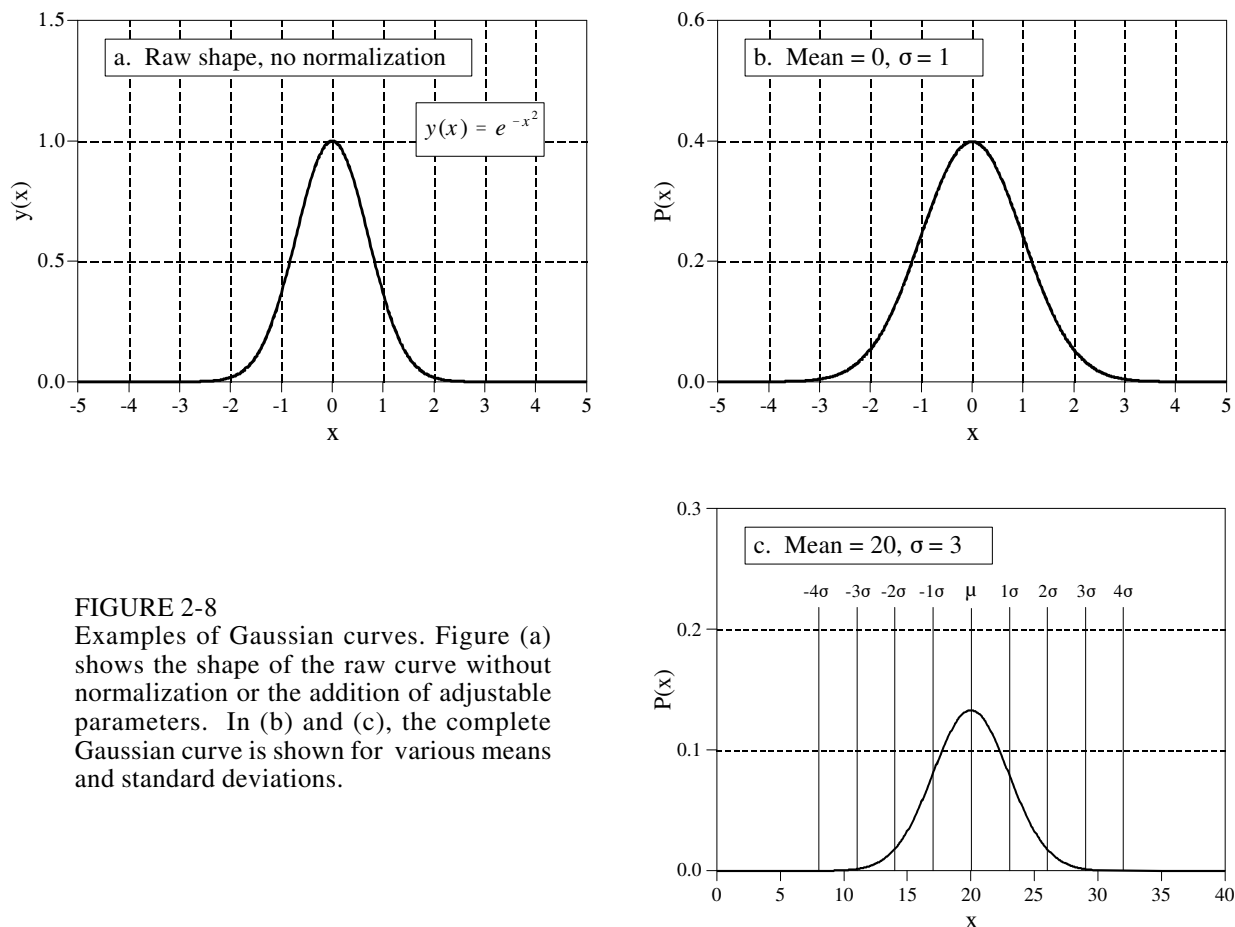 1.5
a. Raw shape, no normalization
y(x) = e^{-x^2}
1.0
0.5
0.0
y(x)
-5 -4 -3 -2 -1 0 1 2 3 4 5
x
0.6
b. Mean = 0, σ = 1
0.4
0.2
0.0
P(x)
-5 -4 -3 -2 -1 0 1 2 3 4 5
x
0.3
c. Mean = 20, σ = 3
-4σ -3σ -2σ -1σ μ 1σ 2σ 3σ 4σ
0.2
0.1
0.0
P(x)
0 5 10 15 20 25 30 35 40
x
FIGURE 2-8
Examples of Gaussian curves. Figure (a)
shows the shape of the raw curve without
normalization or the addition of adjustable
parameters. In (b) and (c), the complete
Gaussian curve is shown for various means
and standard deviations.